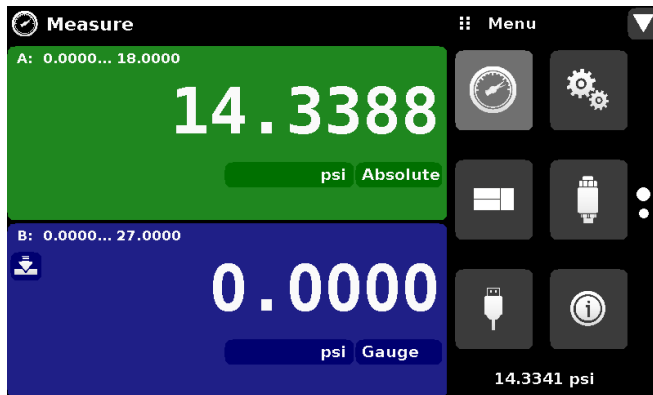 Measure
A: 0.0000... 18.0000
14.3388
psi Absolute
B: 0.0000... 27.0000
0.0000
psi Gauge
Menu
14.3341 psi